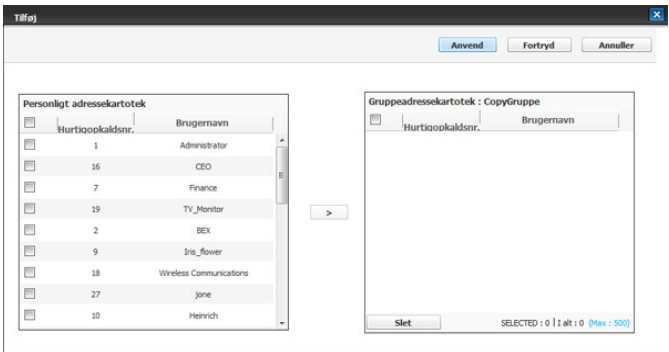 Tilføj
Anvend Fortryd Annuller
Personligt adressekartotek
Hurtigopkaldsnr. Brugernavn
1 Administrator
16 CEO
7 Finance
19 TV_Monitor
2 BEX
9 Iris_flower
18 Wireless Communications
27 jone
10 Heinrich
>
Gruppeadressekartotek : CopyGruppe
Hurtigopkaldsnr. Brugernavn
Slet SELECTED : 0 | I alt : 0 (Max : 500)